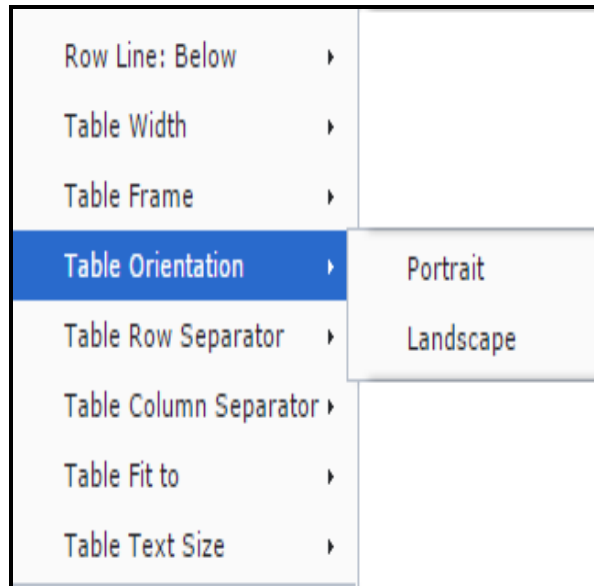 Row Line: Below
Table Width
Table Frame
Table Orientation
Portrait
Table Row Separator
Landscape
Table Column Separator
Table Fit to
Table Text Size